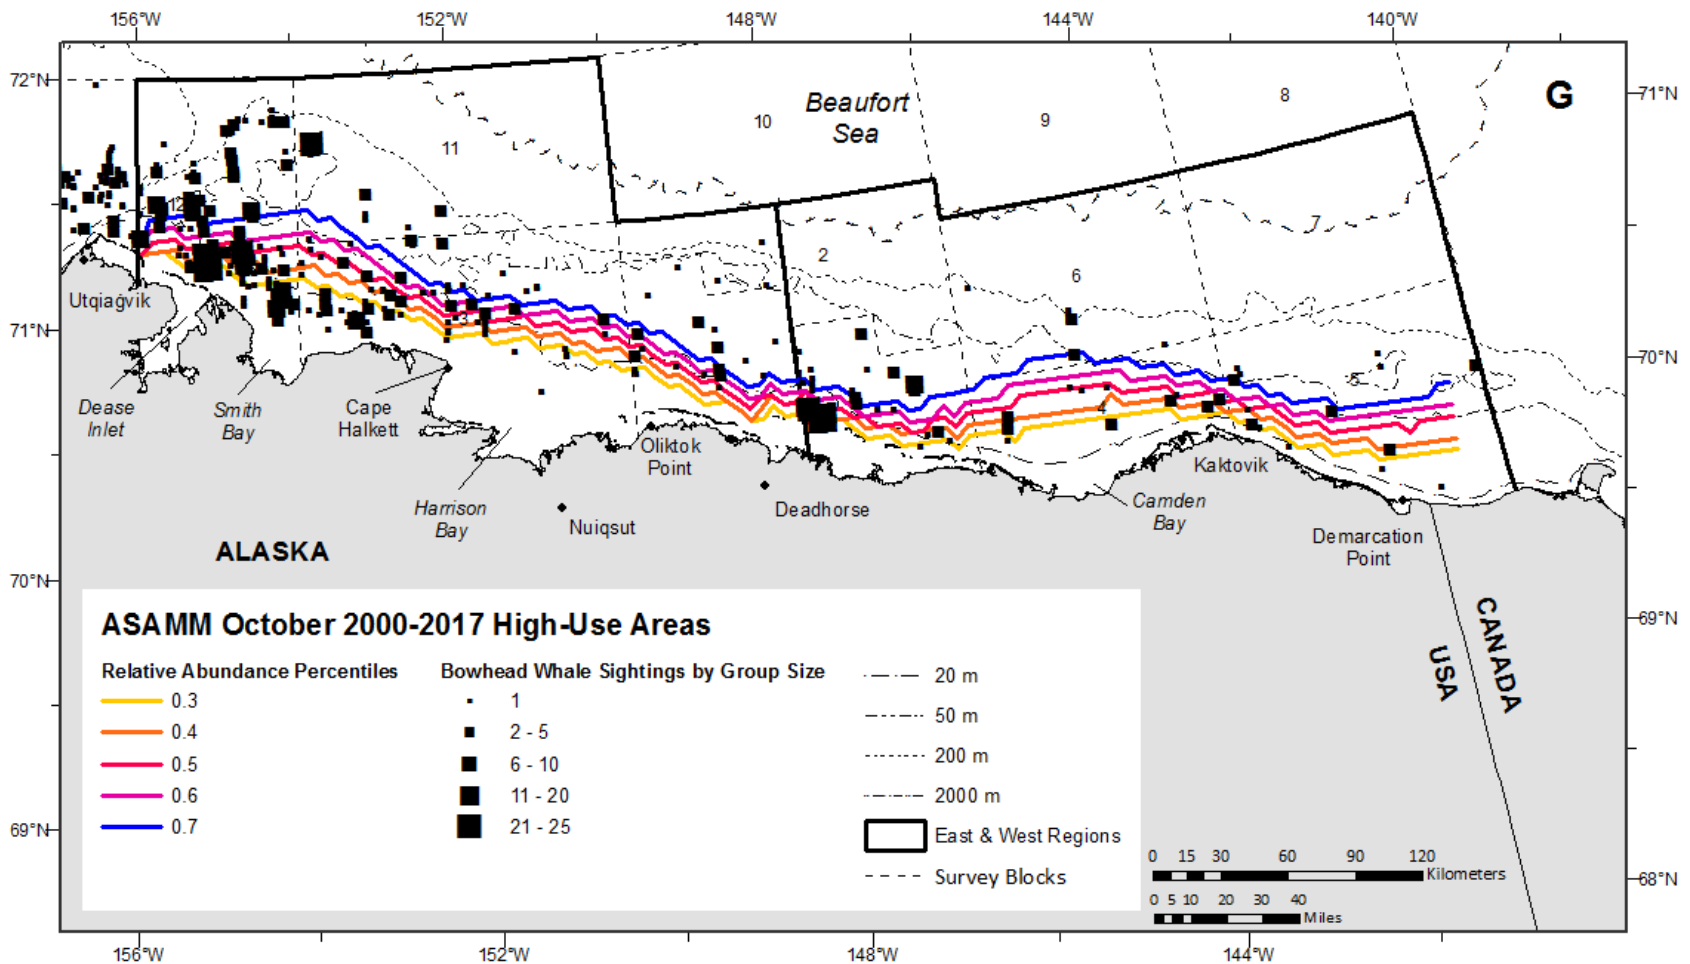 156°W
152°W
148°W
144°W
140°W
72°N
71°N
70°N
69°N
71°N
70°N
69°N
68°N
G
Beaufort
Sea
8
9
10
11
12
7
2
6
3
5
4
Utqiaġvik
Dease
Inlet
Smith
Bay
Cape
Halkett
Harrison
Bay
Oliktok
Point
Nuiqsut
Deadhorse
Camden
Bay
Kaktovik
Demarcation
Point
ALASKA
USA
CANADA
ASAMM October 2000-2017 High-Use Areas
Relative Abundance Percentiles
0.3
0.4
0.5
0.6
0.7
Bowhead Whale Sightings by Group Size
1
2 - 5
6 - 10
11 - 20
21 - 25
20 m
50 m
200 m
2000 m
East & West Regions
Survey Blocks
0 15 30 60 90 120
Kilometers
0 5 10 20 30 40
Miles
156°W
152°W
148°W
144°W